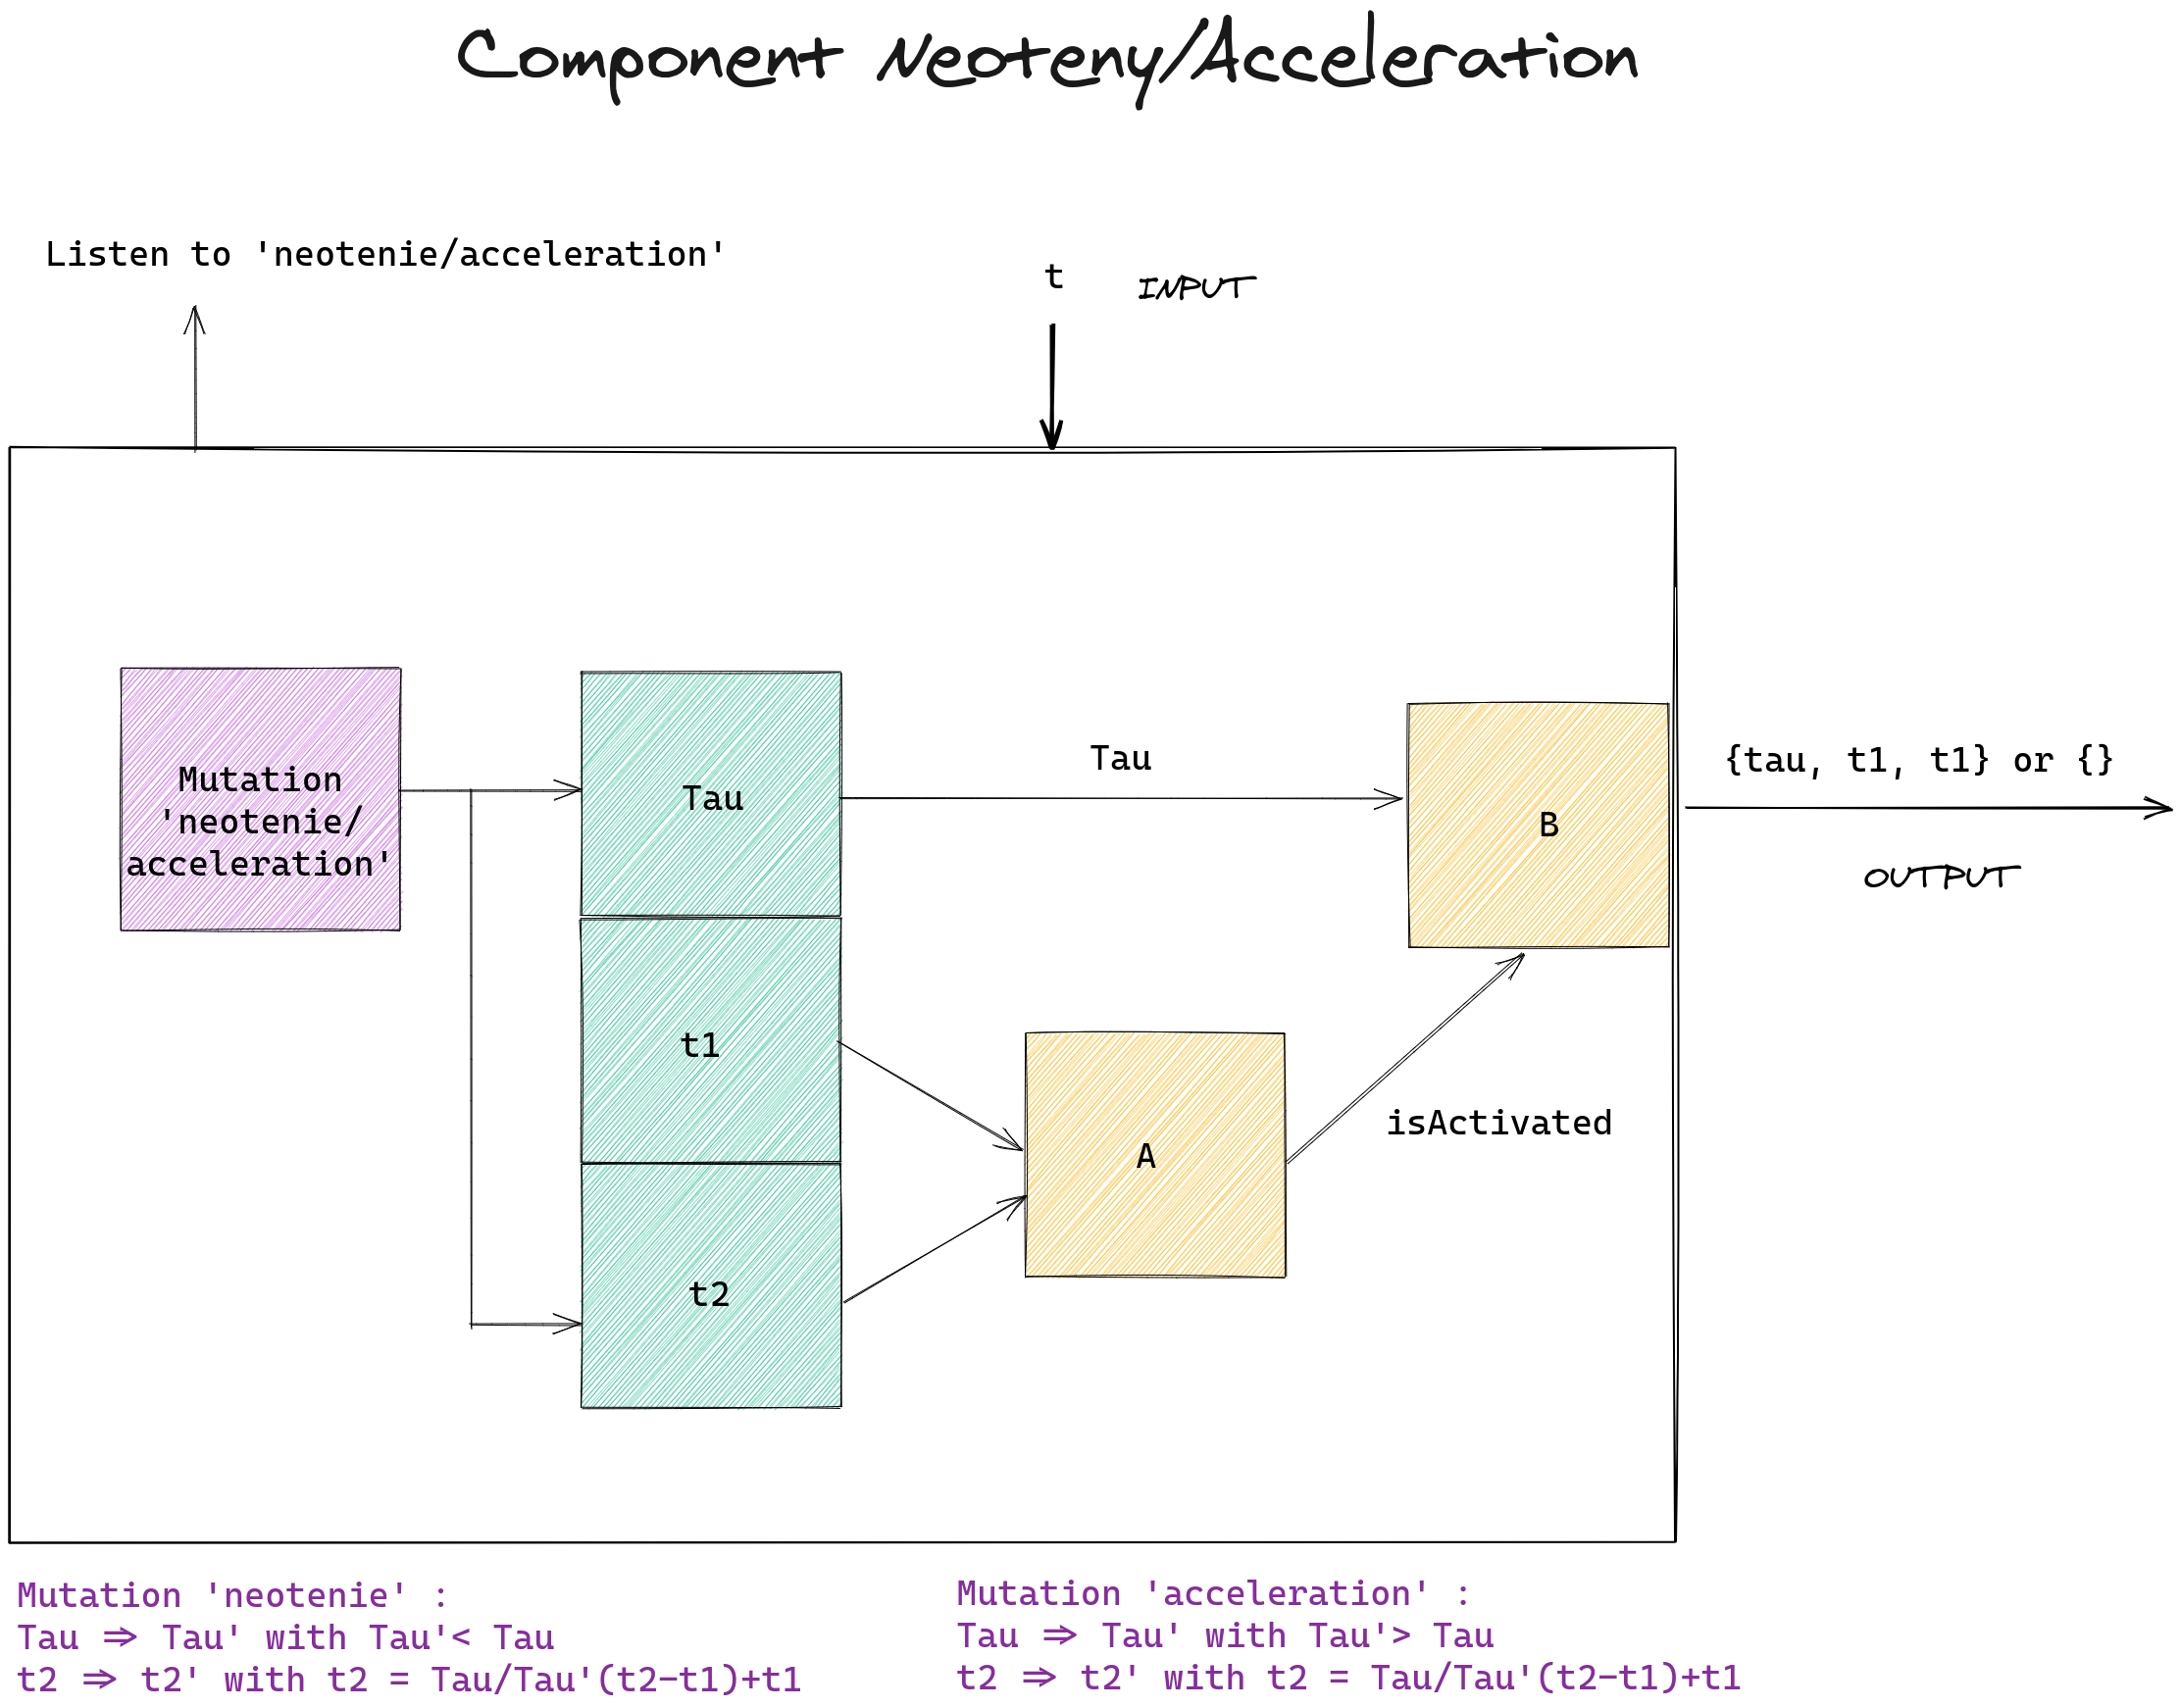 Component Neoteny/Acceleration
Listen to 'neotenie/acceleration'
t
INPUT
Mutation
'neotenie/
acceleration'
Tau
Tau
B
{tau, t1, t1} or {}
OUTPUT
t1
A
isActivated
t2
Mutation 'neotenie' :
Tau => Tau' with Tau'< Tau
t2 => t2' with t2 = Tau/Tau'(t2-t1)+t1
Mutation 'acceleration' :
Tau => Tau' with Tau'> Tau
t2 => t2' with t2 = Tau/Tau'(t2-t1)+t1